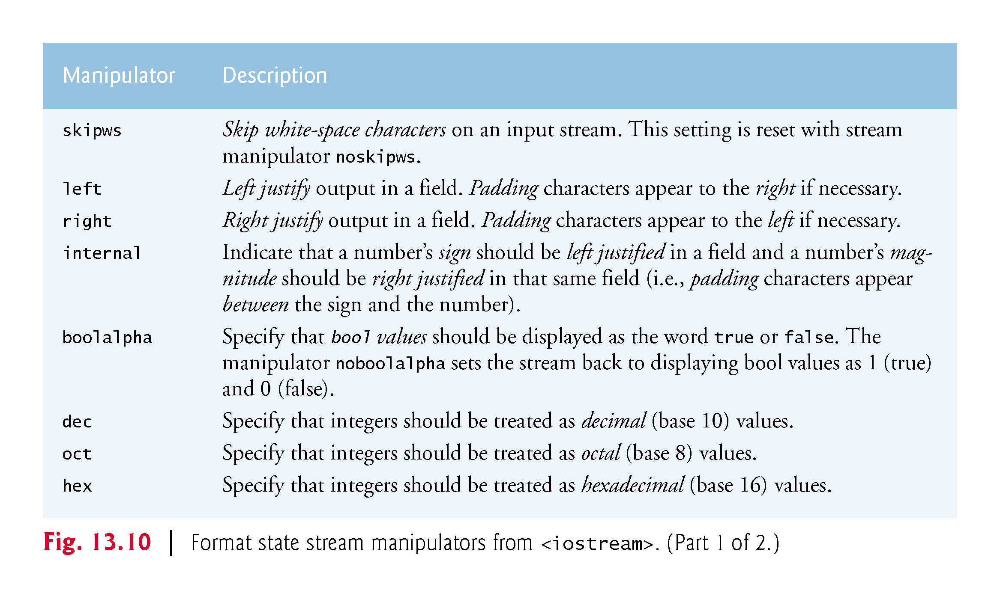 Manipulator Description
skipws Skip white-space characters on an input stream. This setting is reset with stream
manipulator noskipws.
left Left justify output in a field. Padding characters appear to the right if necessary.
right Right justify output in a field. Padding characters appear to the left if necessary.
internal Indicate that a number’s sign should be left justified in a field and a number’s mag-
nitude should be right justified in that same field (i.e., padding characters appear
between the sign and the number).
boolalpha Specify that bool values should be displayed as the word true or false. The
manipulator noboolalpha sets the stream back to displaying bool values as 1 (true)
and 0 (false).
dec Specify that integers should be treated as decimal (base 10) values.
oct Specify that integers should be treated as octal (base 8) values.
hex Specify that integers should be treated as hexadecimal (base 16) values.
Fig. 13.10 | Format state stream manipulators from <iostream>. (Part 1 of 2.)